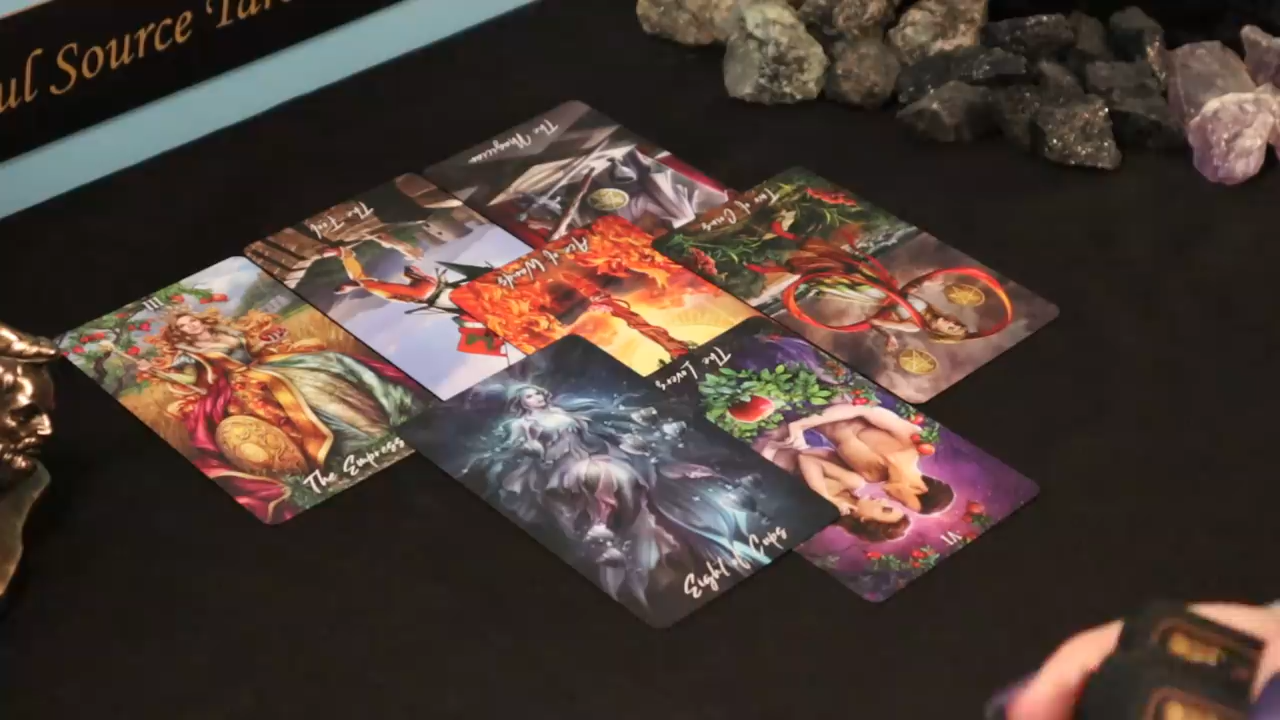 ul Source Tar
The Magician
The Fool
Two of Coins
Ace of Wands
III
The Lovers
The Empress
VI
Eight of Cups